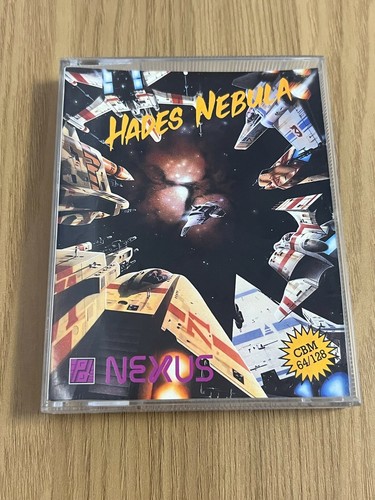 HADES NEBULA
NEXUS
CBM
64/128